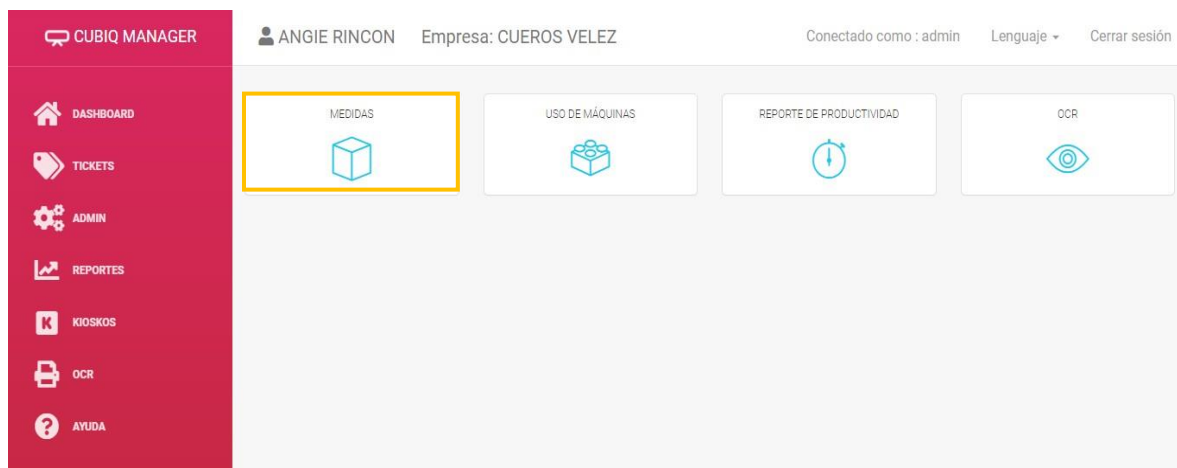 CUBIQ MANAGER
ANGIE RINCON Empresa: CUEROS VELEZ Conectado como : admin Lenguaje Cerrar sesión
DASHBOARD
TICKETS
ADMIN
REPORTES
K KIOSKOS
OCR
AYUDA
MEDIDAS
USO DE MÁQUINAS
REPORTE DE PRODUCTIVIDAD
OCR